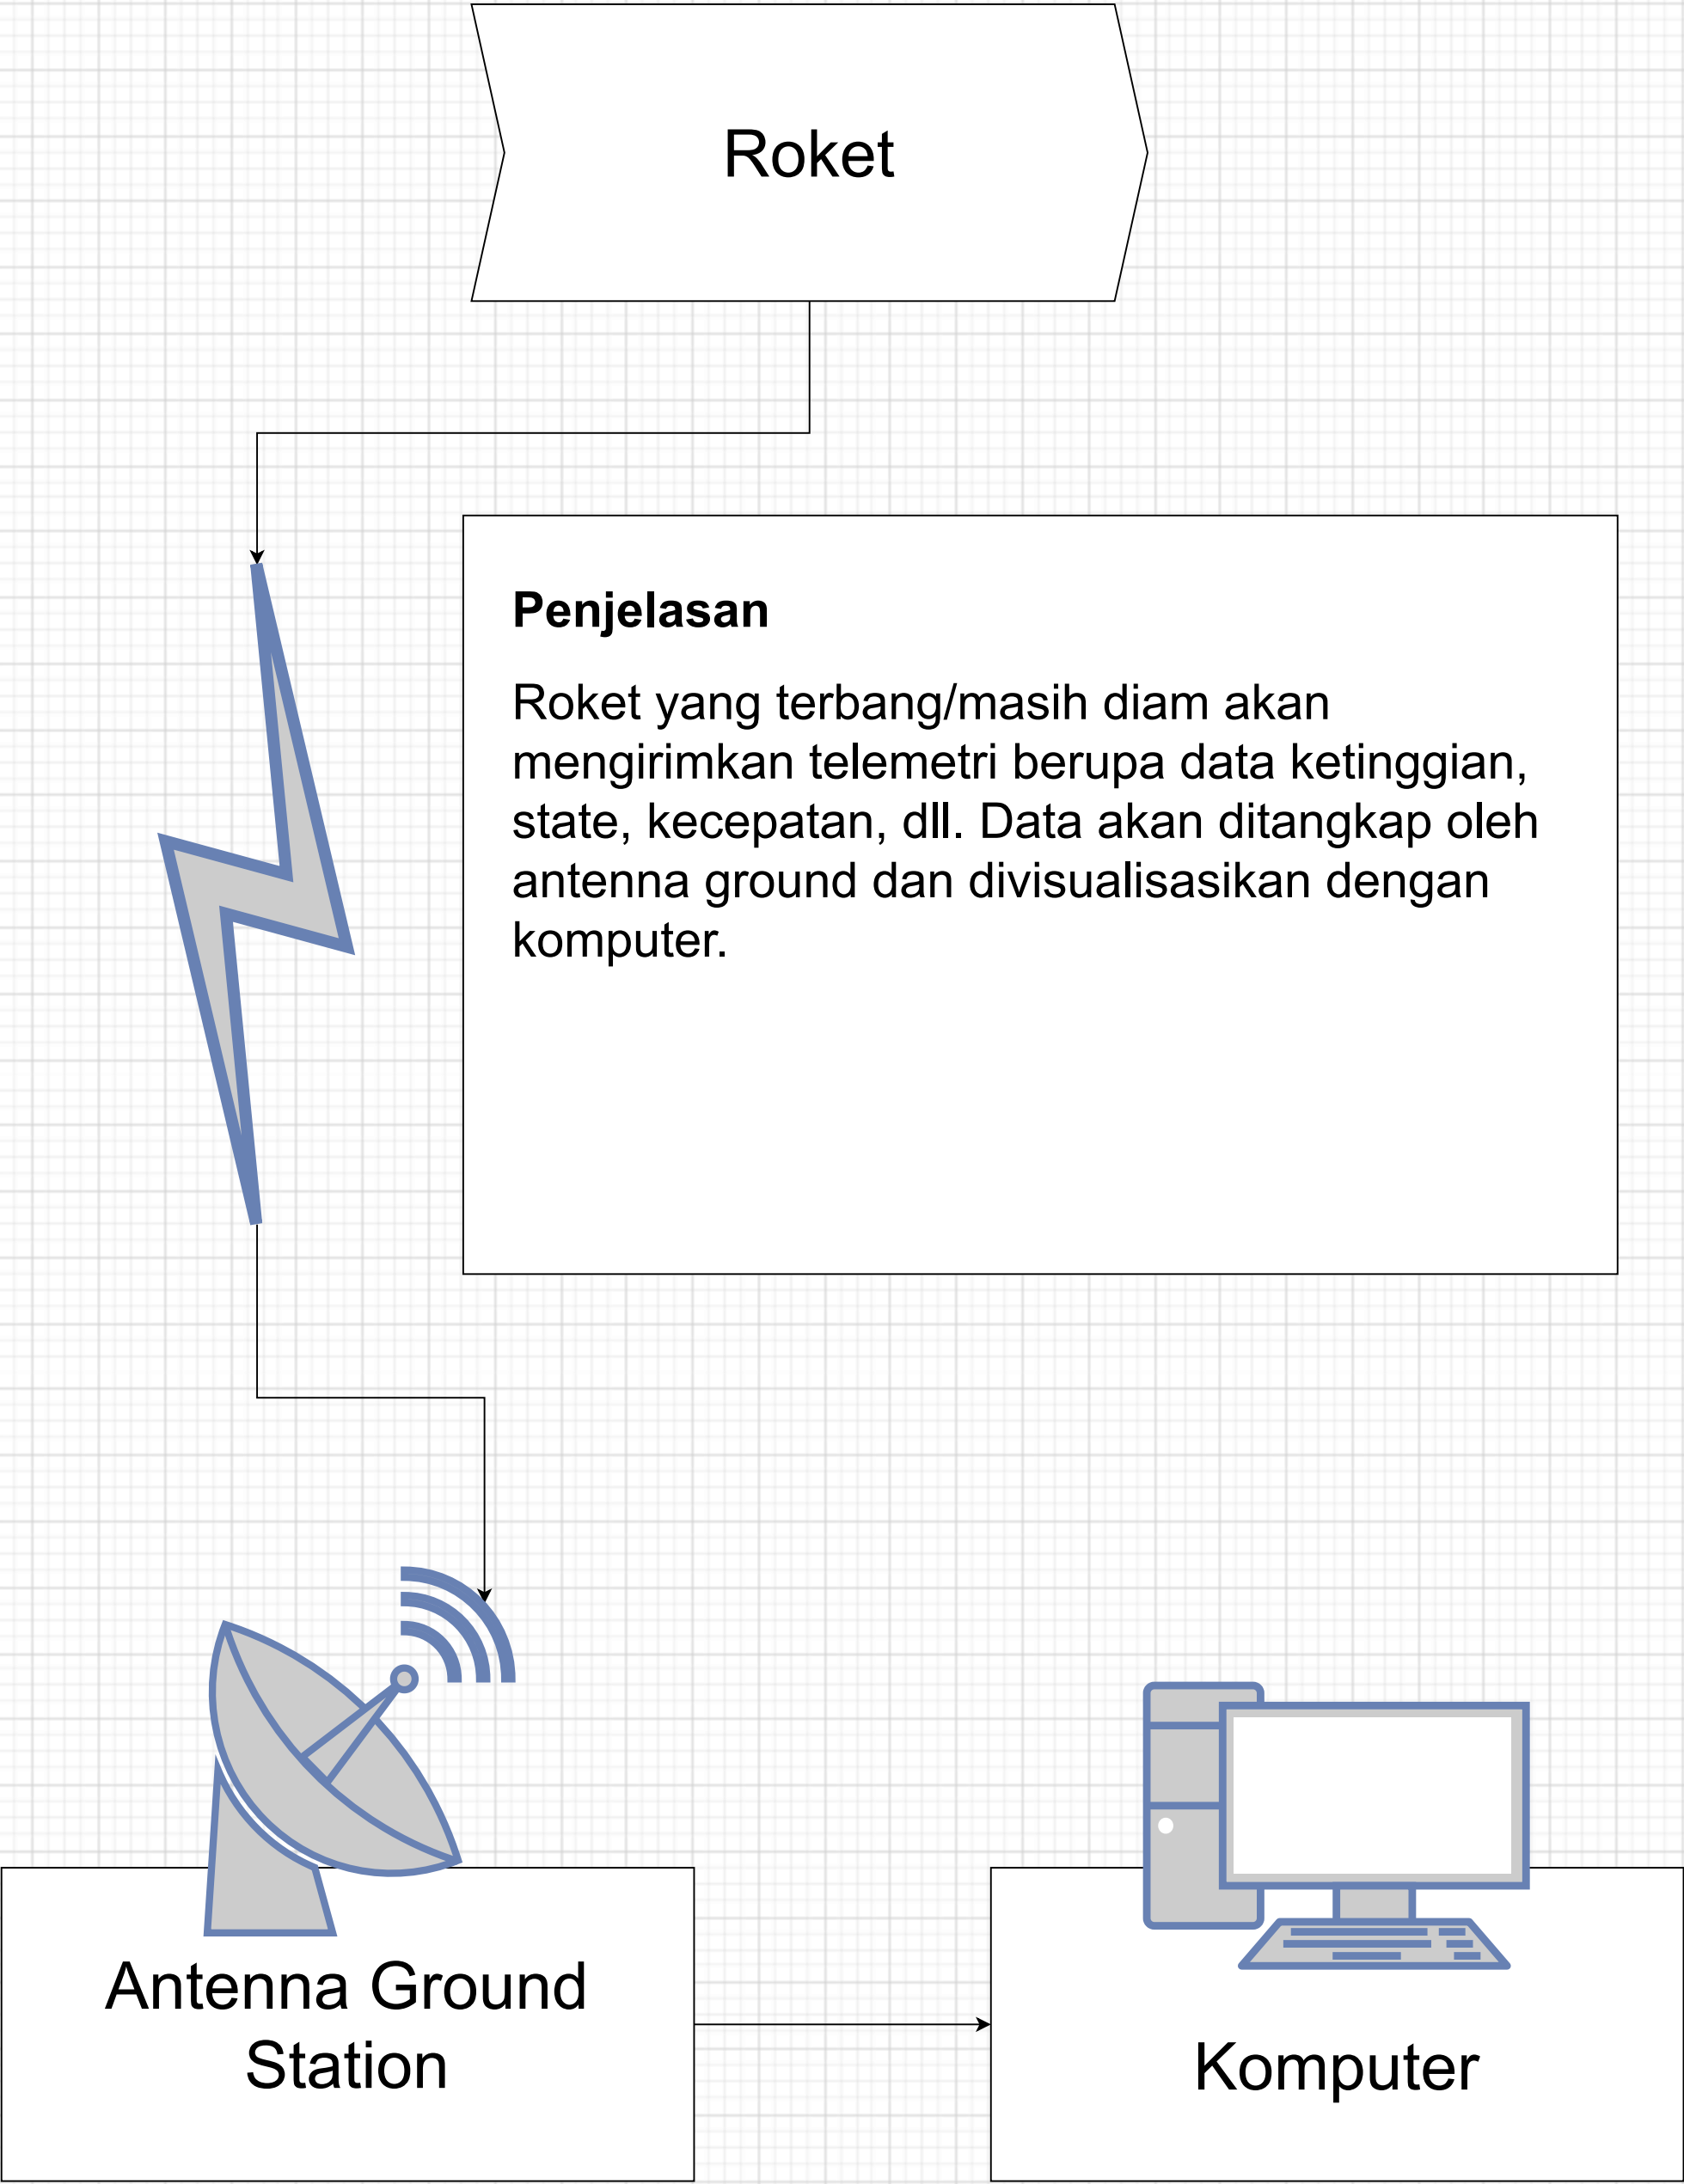 Roket
Penjelasan
Roket yang terbang/masih diam akan
mengirimkan telemetri berupa data ketinggian,
state, kecepatan, dll. Data akan ditangkap oleh
antenna ground dan divisualisasikan dengan
komputer.
Antenna Ground
Station
Komputer